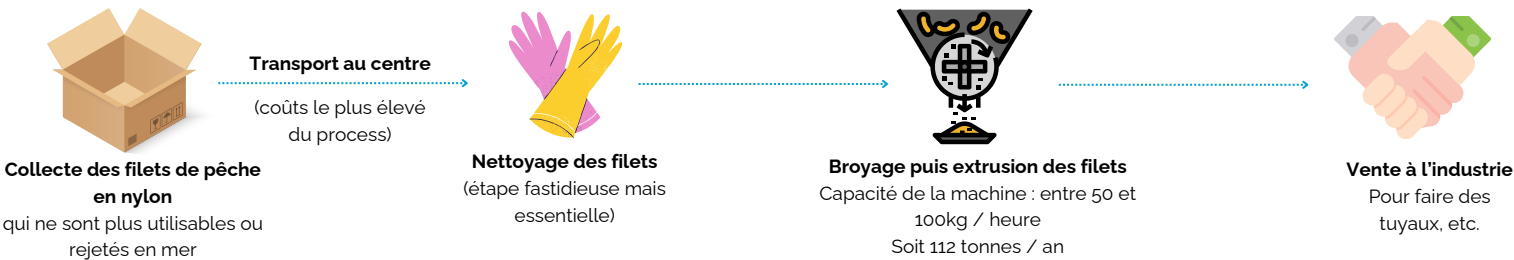 Collecte des filets de pêche
en nylon
qui ne sont plus utilisables ou
rejetés en mer
Transport au centre
(coûts le plus élevé
du process)
Nettoyage des filets
(étape fastidieuse mais
essentielle)
Broyage puis extrusion des filets
Capacité de la machine : entre 50 et
100kg / heure
Soit 112 tonnes / an
Vente à l'industrie
Pour faire des
tuyaux, etc.